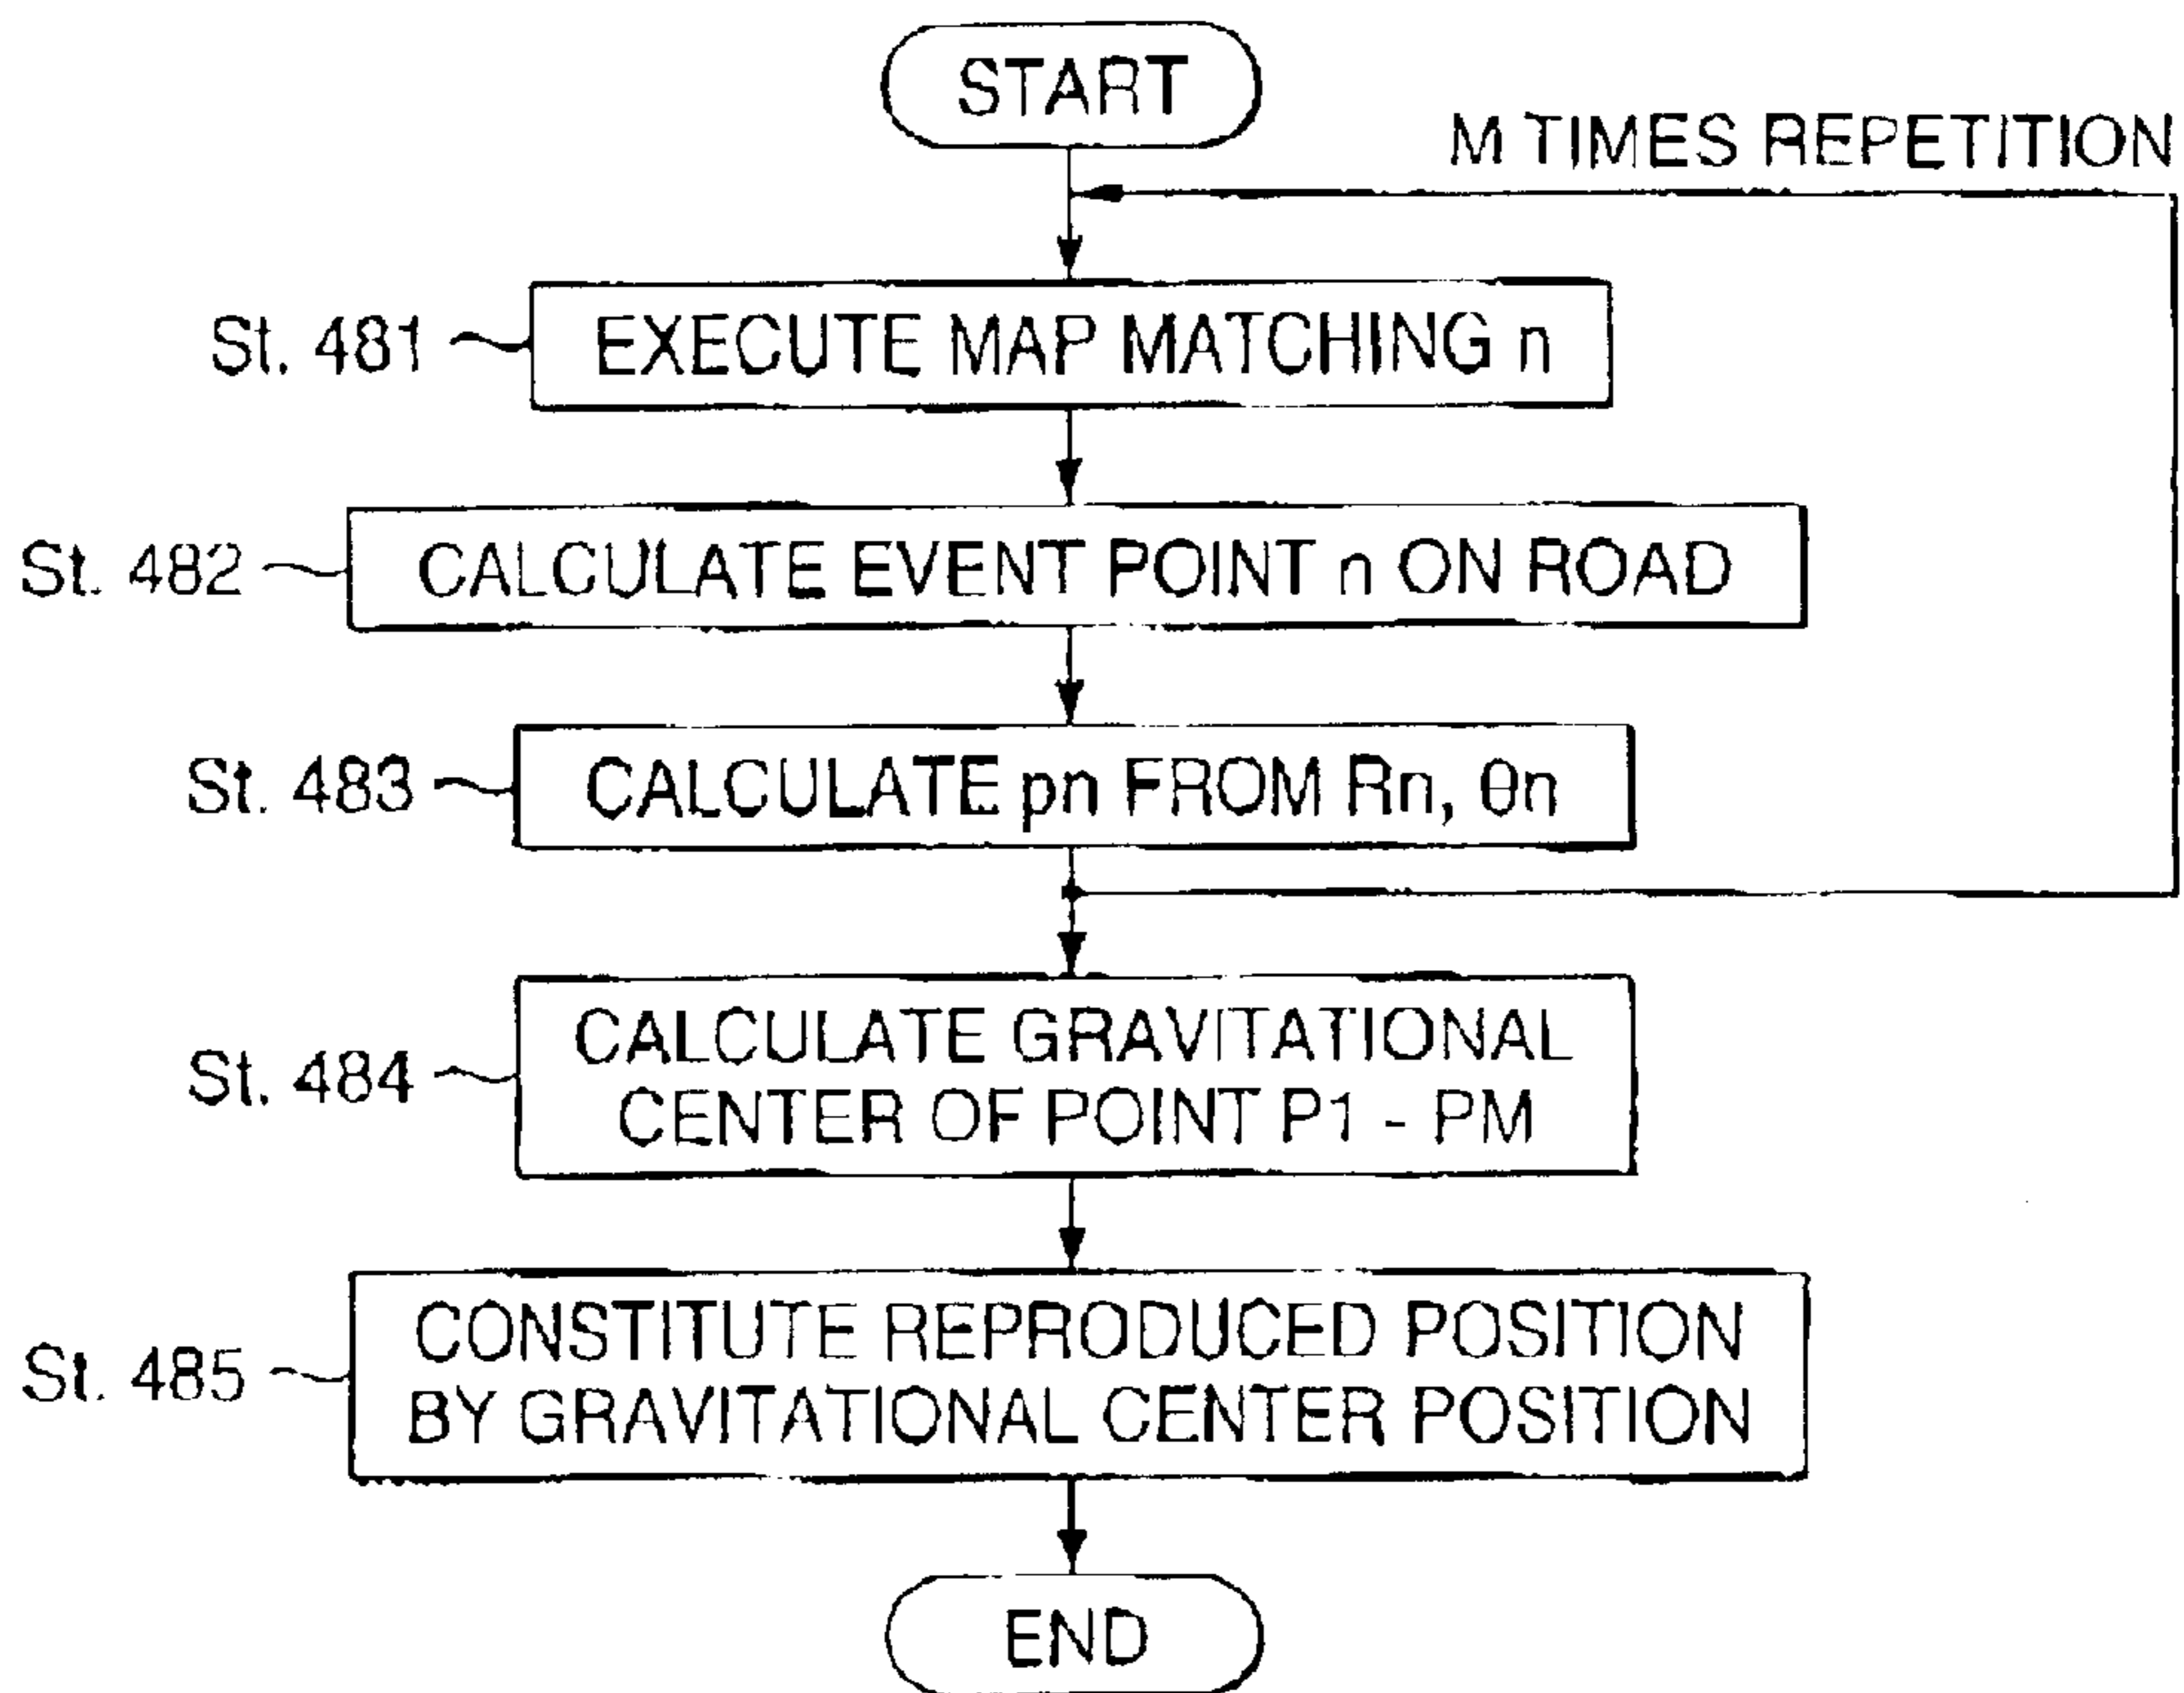 START
M TIMES REPETITION
St. 481
EXECUTE MAP MATCHING n
St. 482
CALCULATE EVENT POINT n ON ROAD
St. 483
CALCULATE pn FROM Rn, θn
St. 484
CALCULATE GRAVITATIONAL
CENTER OF POINT P1 - PM
St. 485
CONSTITUTE REPRODUCED POSITION
BY GRAVITATIONAL CENTER POSITION
END